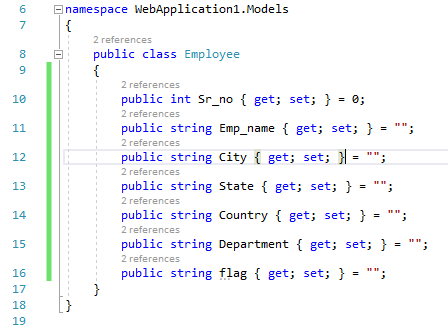 6 namespace WebApplication1.Models
7 {
2 references
8 public class Employee
9 {
2 references
10 public int Sr_no { get; set; } = 0;
2 references
11 public string Emp_name { get; set; } = "";
2 references
12 public string City { get; set; } = "";
2 references
13 public string State { get; set; } = "";
2 references
14 public string Country { get; set; } = "";
2 references
15 public string Department { get; set; } = "";
2 references
16 public string flag { get; set; } = "";
17 }
18 }
19